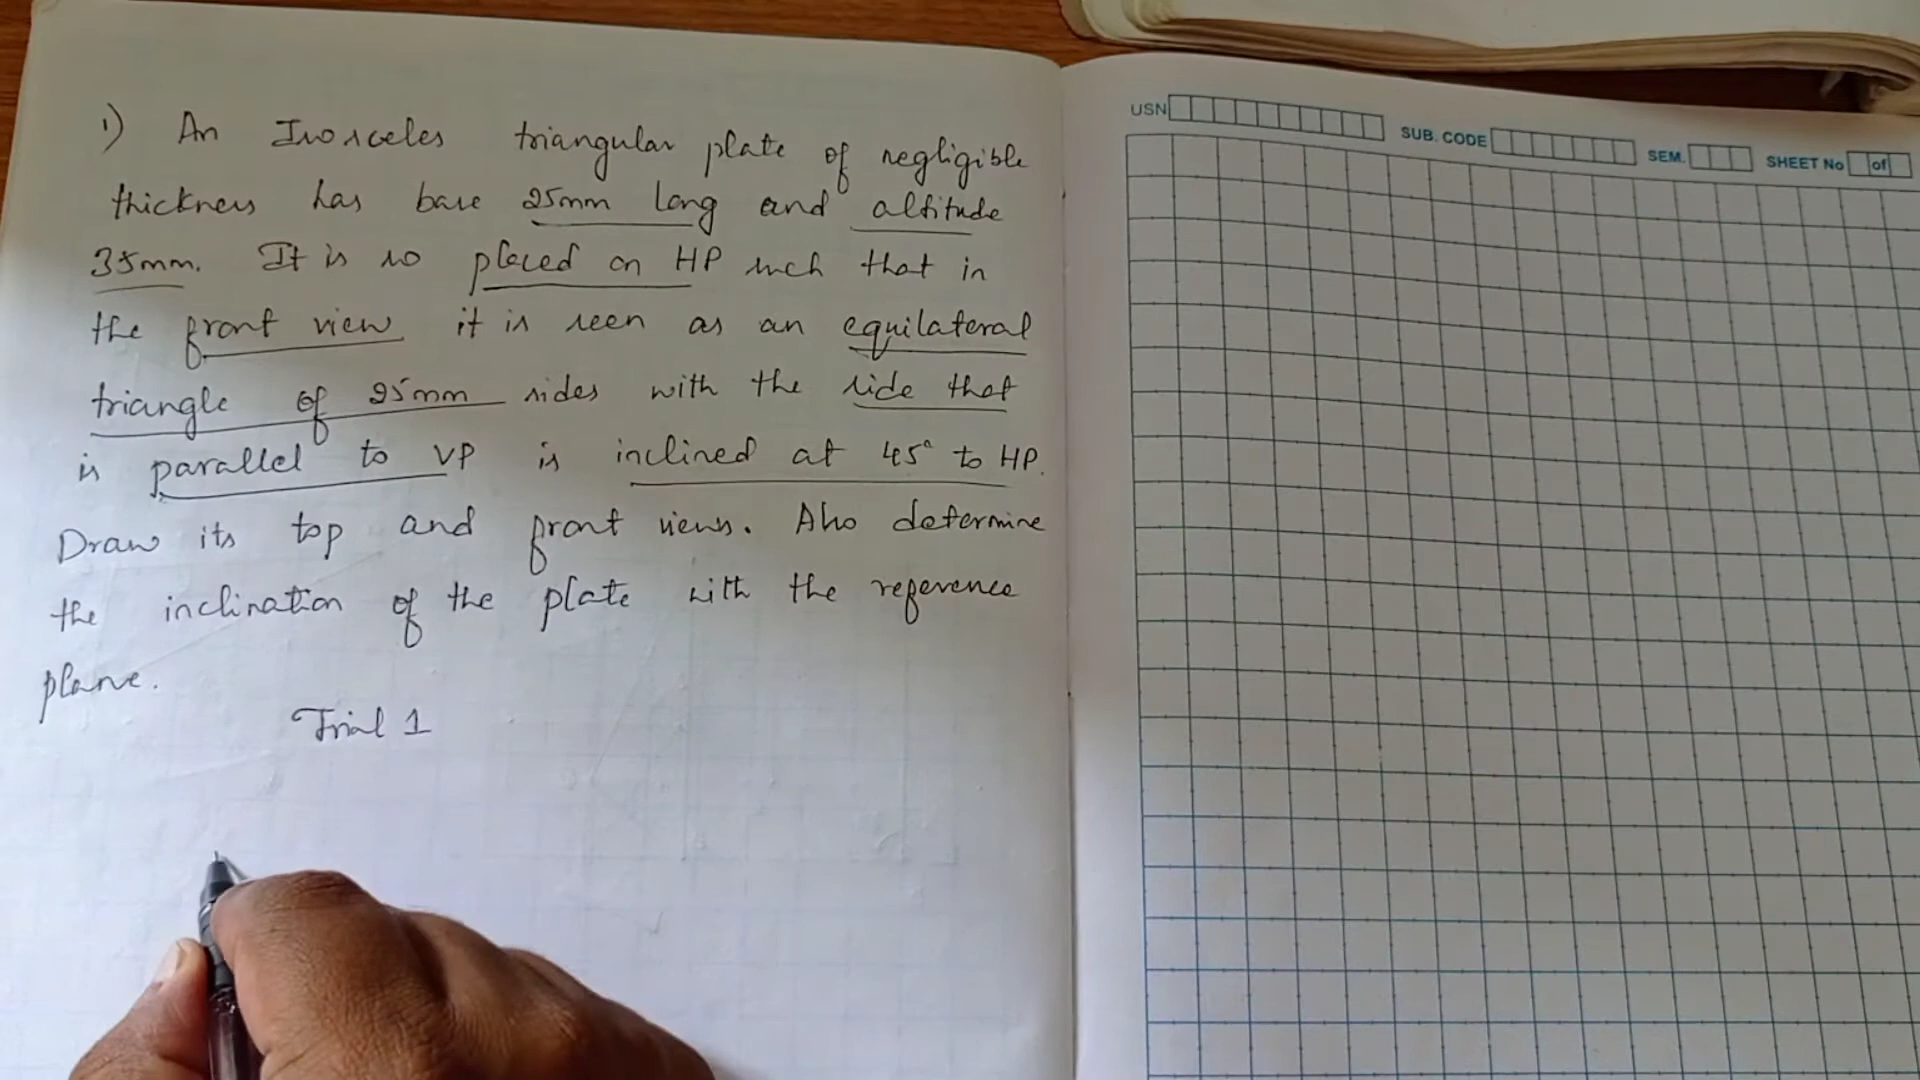 1) An Isosceles triangular plate of negligible
thickness has base 25mm long and altitude
35mm. It is so placed on HP such that in
the front view it is seen as an equilateral
triangle of 25mm sides with the side that
is parallel to VP is inclined at 45° to HP.
Draw its top and front views. Also determine
the inclination of the plate with the reference
plane.
Trial 1
USN
SUB. CODE
SEM.
SHEET No of